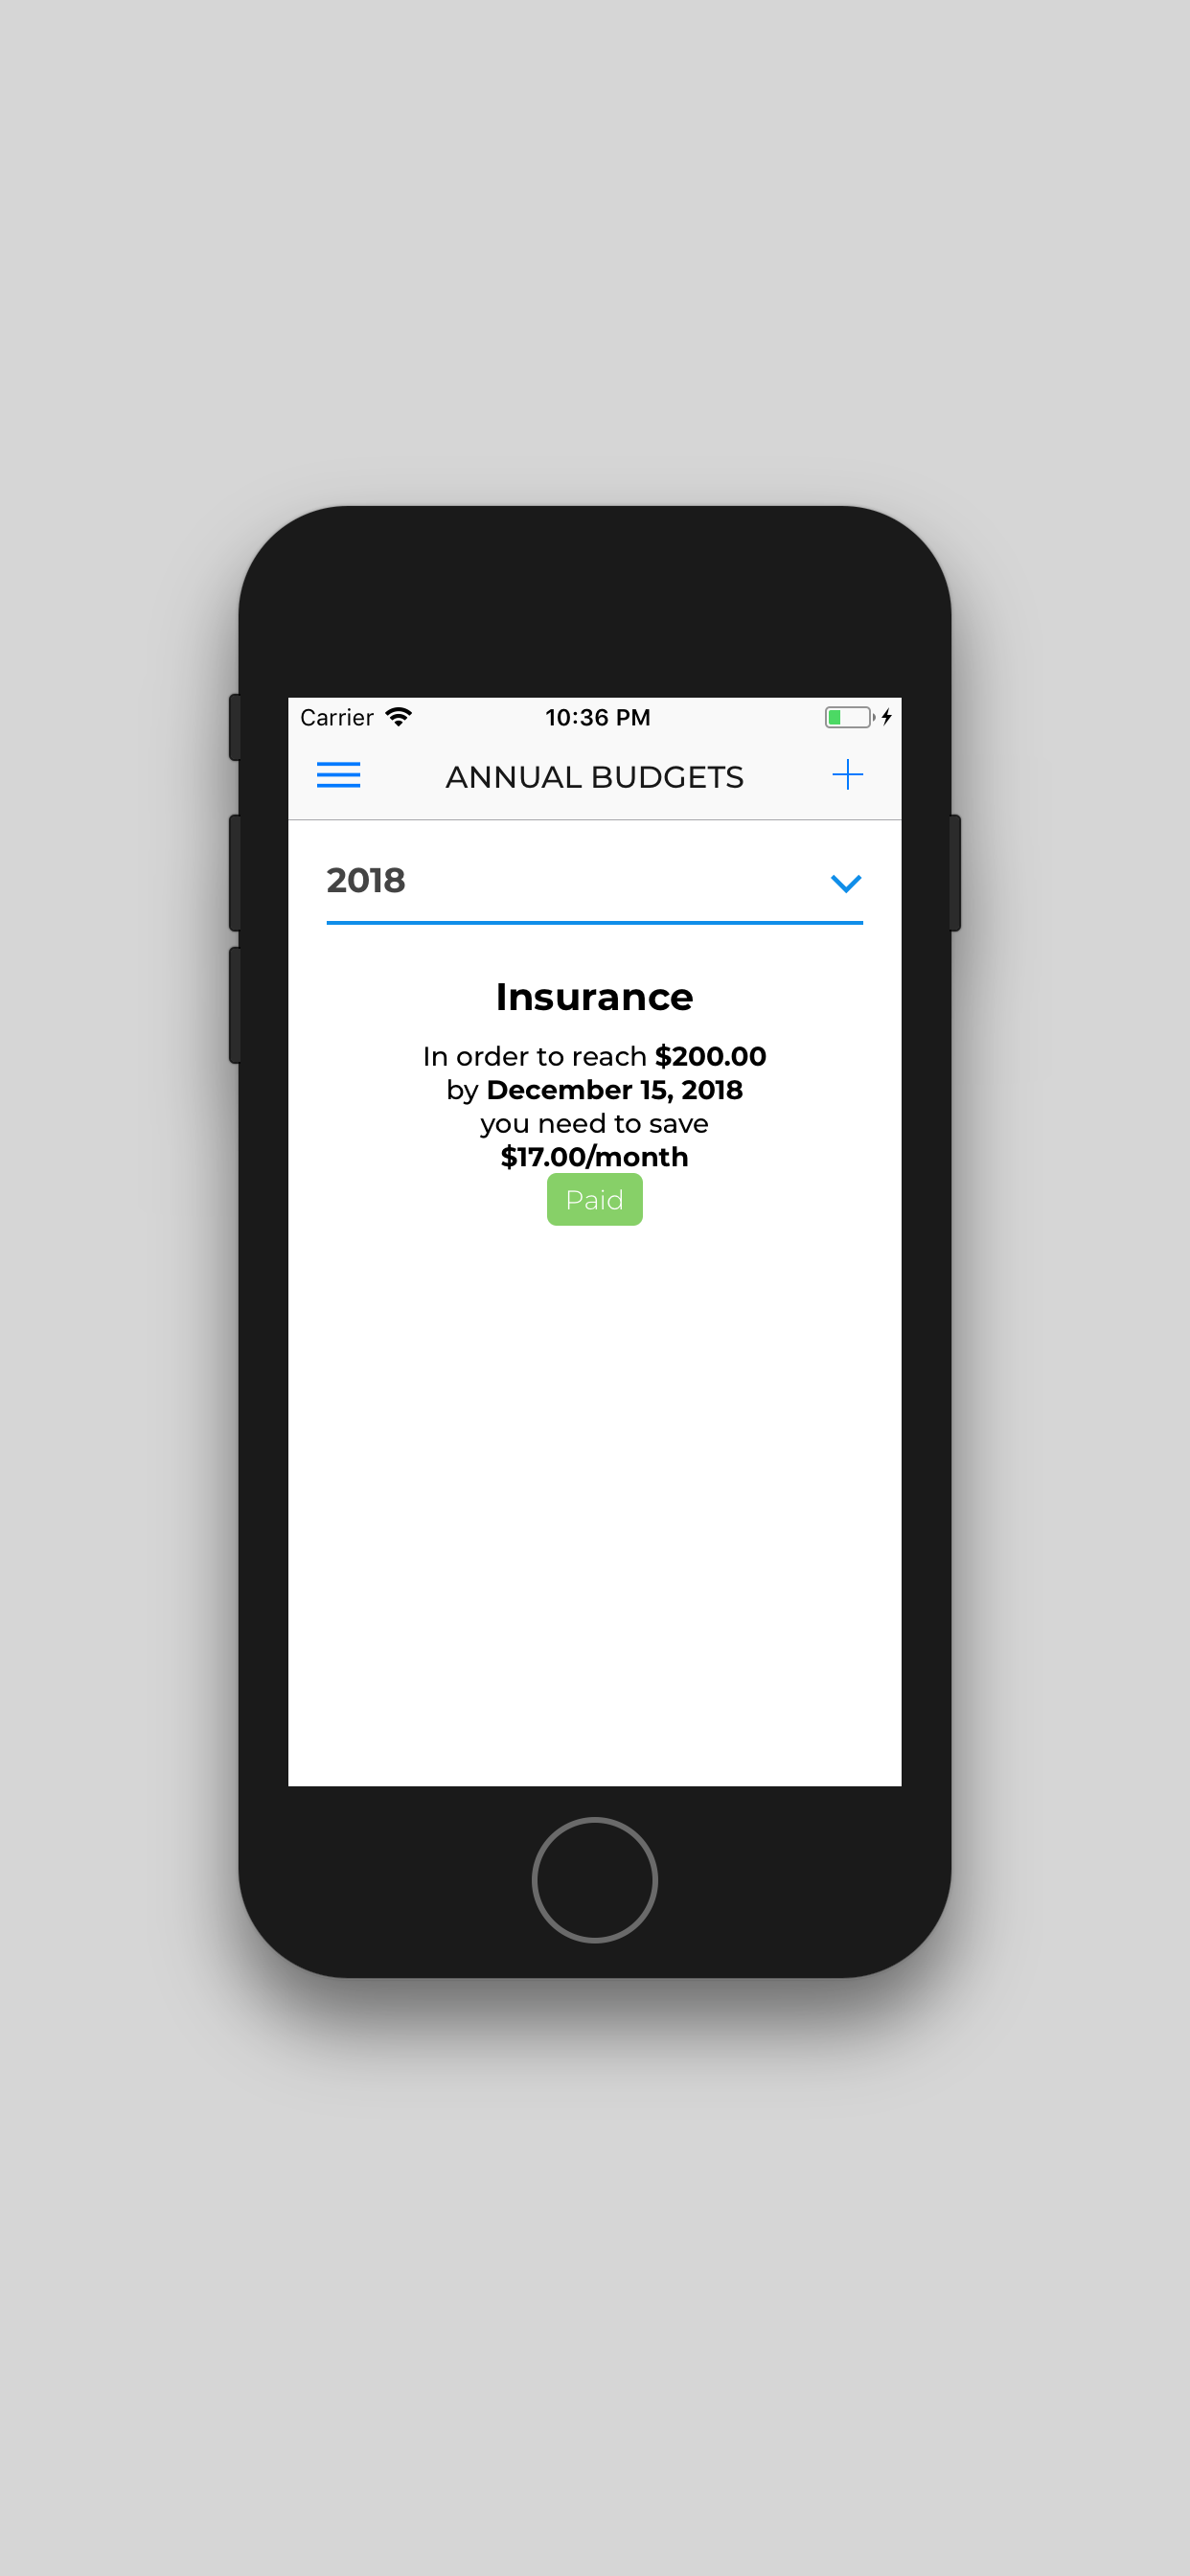 Carrier 10:36 PM
ANNUAL BUDGETS
2018
Insurance
In order to reach $200.00
by December 15, 2018
you need to save
$17.00/month
Paid